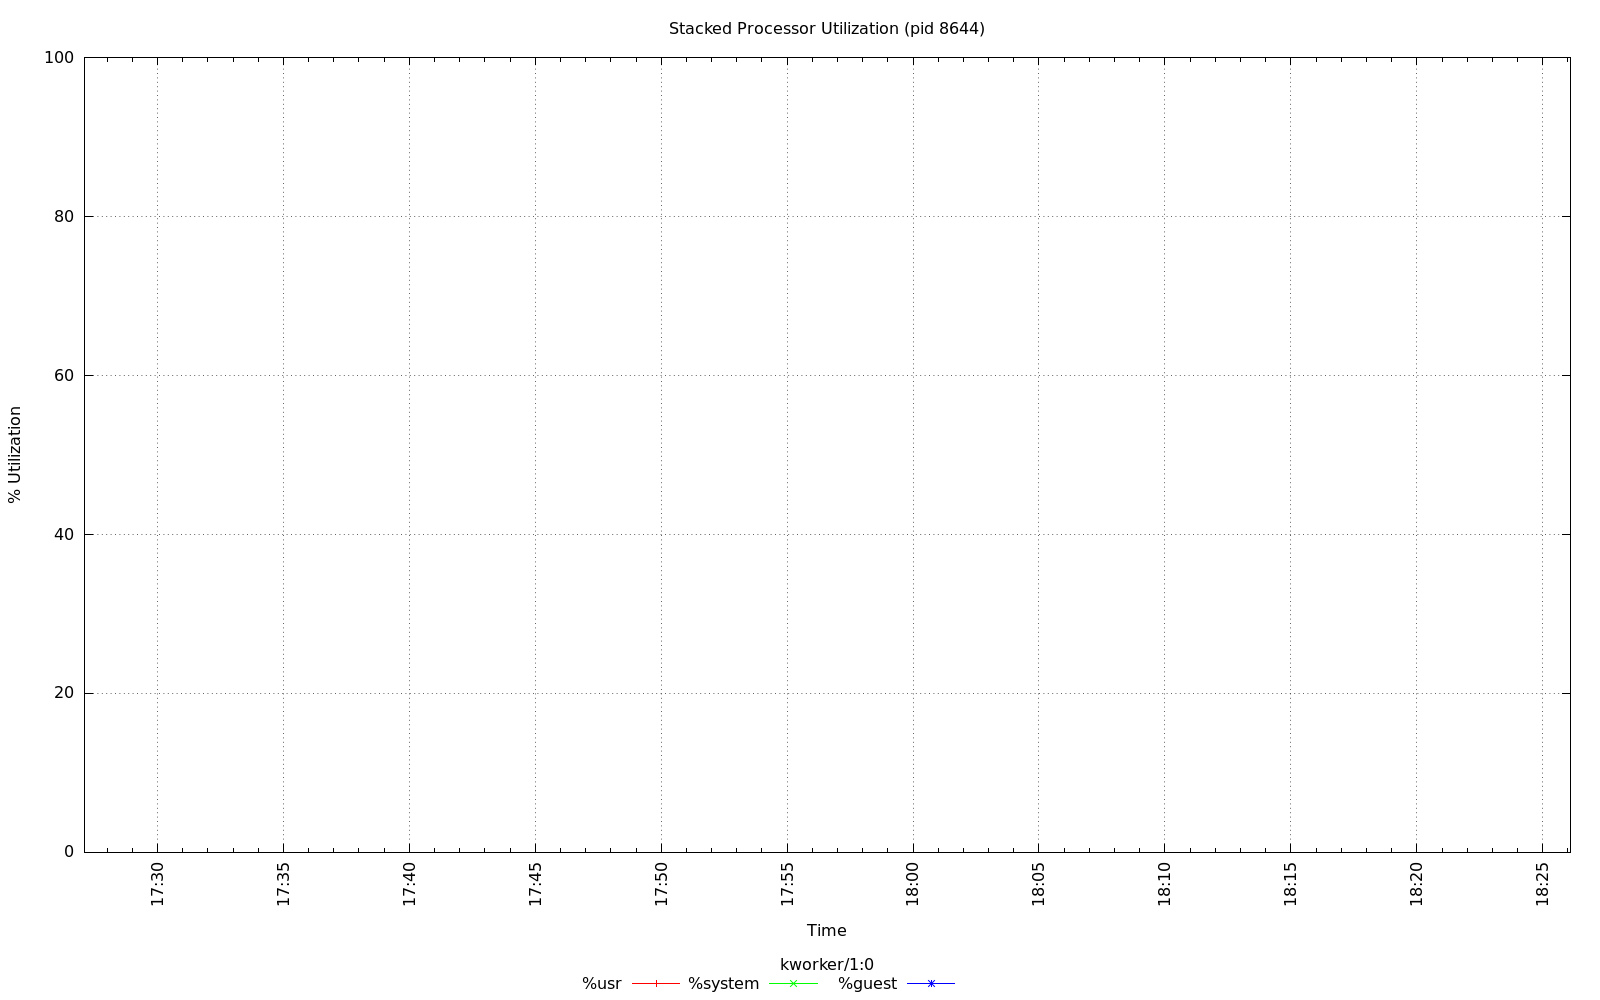 Stacked Processor Utilization (pid 8644)
100
80
60
40
20
0
% Utilization
17:30 17:35 17:40 17:45 17:50 17:55 18:00 18:05 18:10 18:15 18:20 18:25
Time
kworker/1:0
%usr %system %guest